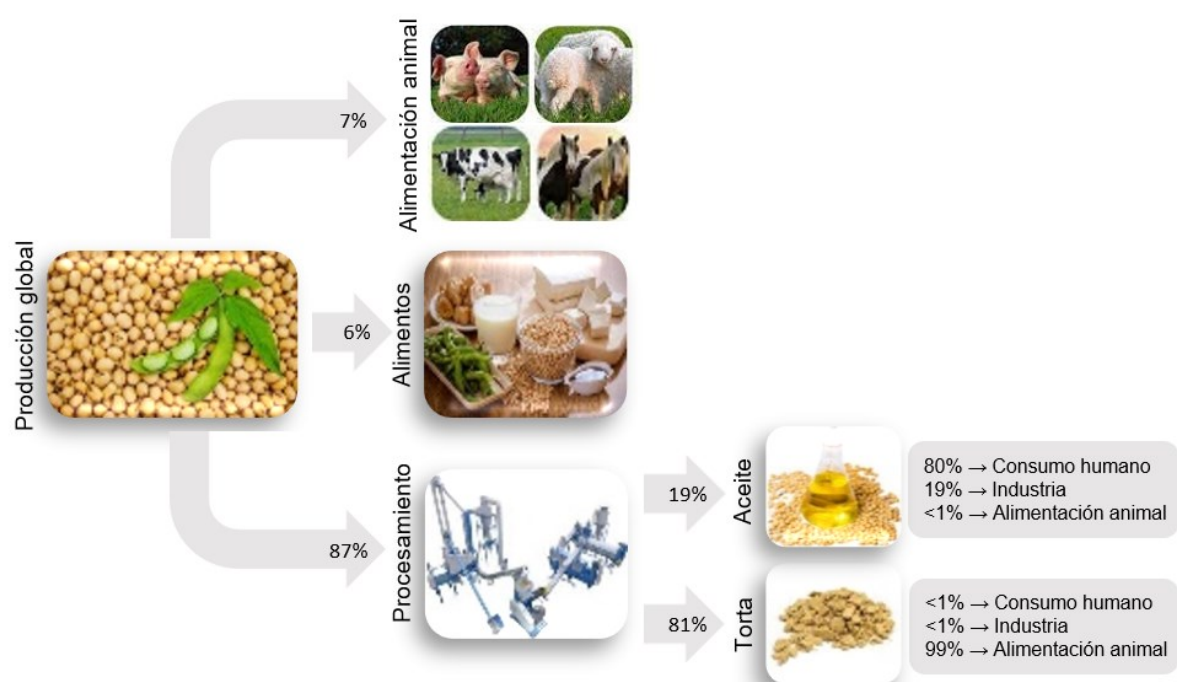 Producción global
7%
Alimentación animal
6%
Alimentos
87%
Procesamiento
19%
Aceite
80% → Consumo humano
19% → Industria
<1% → Alimentación animal
81%
Torta
<1% → Consumo humano
<1% → Industria
99% → Alimentación animal